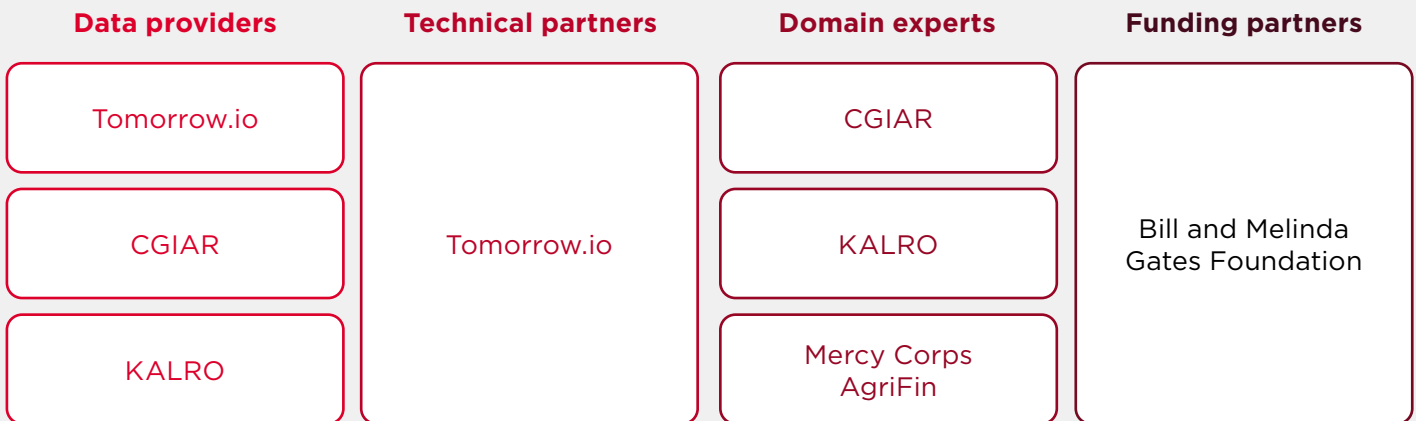 Data providers
Technical partners
Domain experts
Funding partners
Tomorrow.io
CGIAR
KALRO
Tomorrow.io
CGIAR
KALRO
Mercy Corps
AgriFin
Bill and Melinda
Gates Foundation